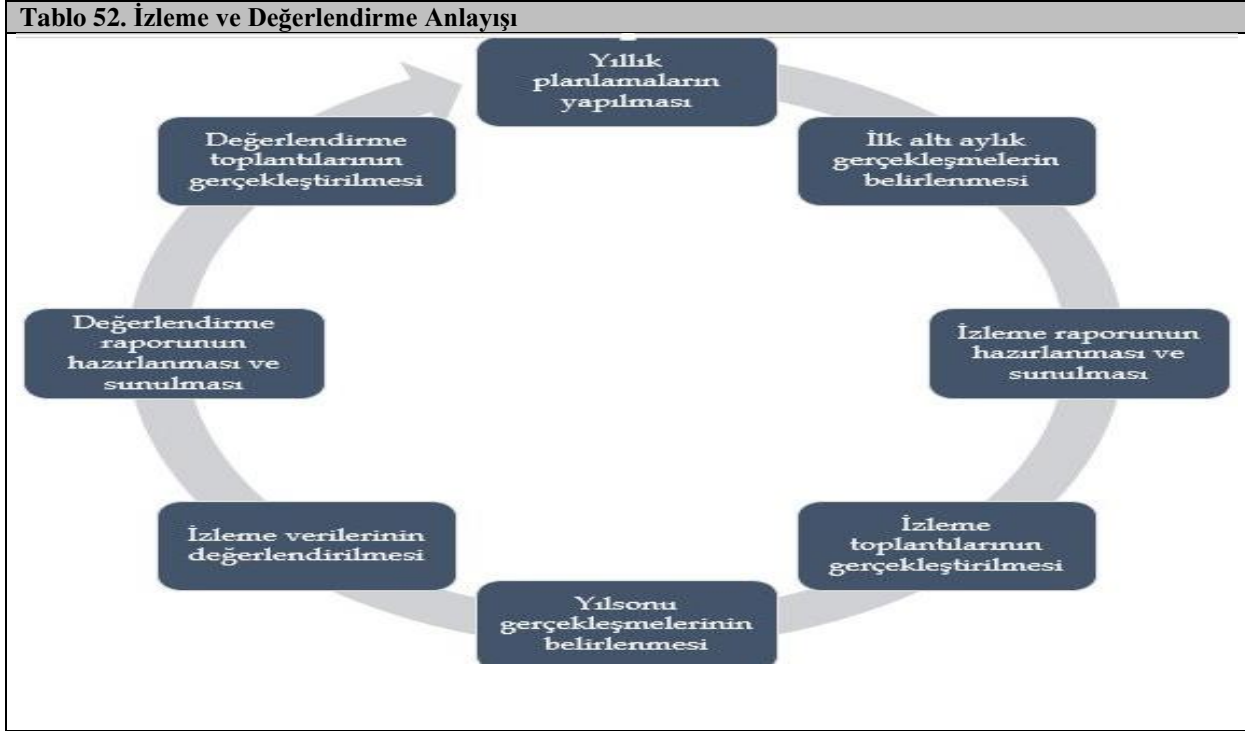 Tablo 52. İzleme ve Değerlendirme Anlayışı
Yıllık
planlamaların
yapılması
İlk altı aylık
gerçekleşmelerin
belirlenmesi
İzleme raporunun
hazırlanması ve
sunulması
İzleme
toplantılarının
gerçekleştirilmesi
Yılsonu
gerçekleşmelerinin
belirlenmesi
İzleme verilerinin
değerlendirilmesi
Değerlendirme
raporunun
hazırlanması ve
sunulması
Değerlendirme
toplantılarının
gerçekleştirilmesi